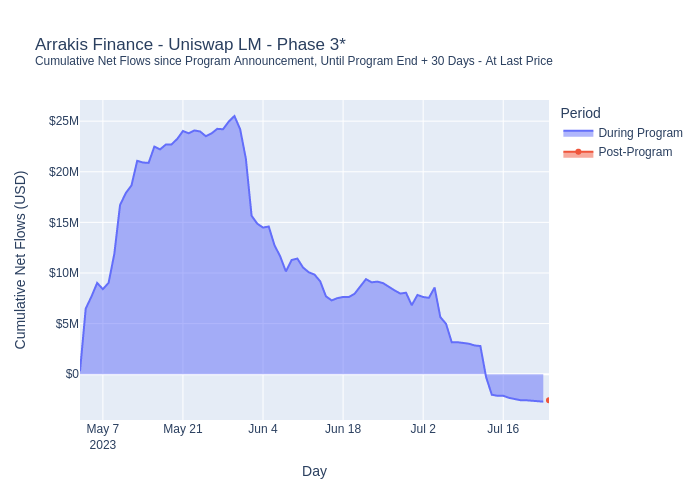 Arrakis Finance - Uniswap LM - Phase 3*
Cumulative Net Flows since Program Announcement, Until Program End + 30 Days - At Last Price
Period
During Program
Post-Program
Cumulative Net Flows (USD)
$25M
$20M
$15M
$10M
$5M
$0
May 7
2023
May 21
Jun 4
Jun 18
Jul 2
Jul 16
Day